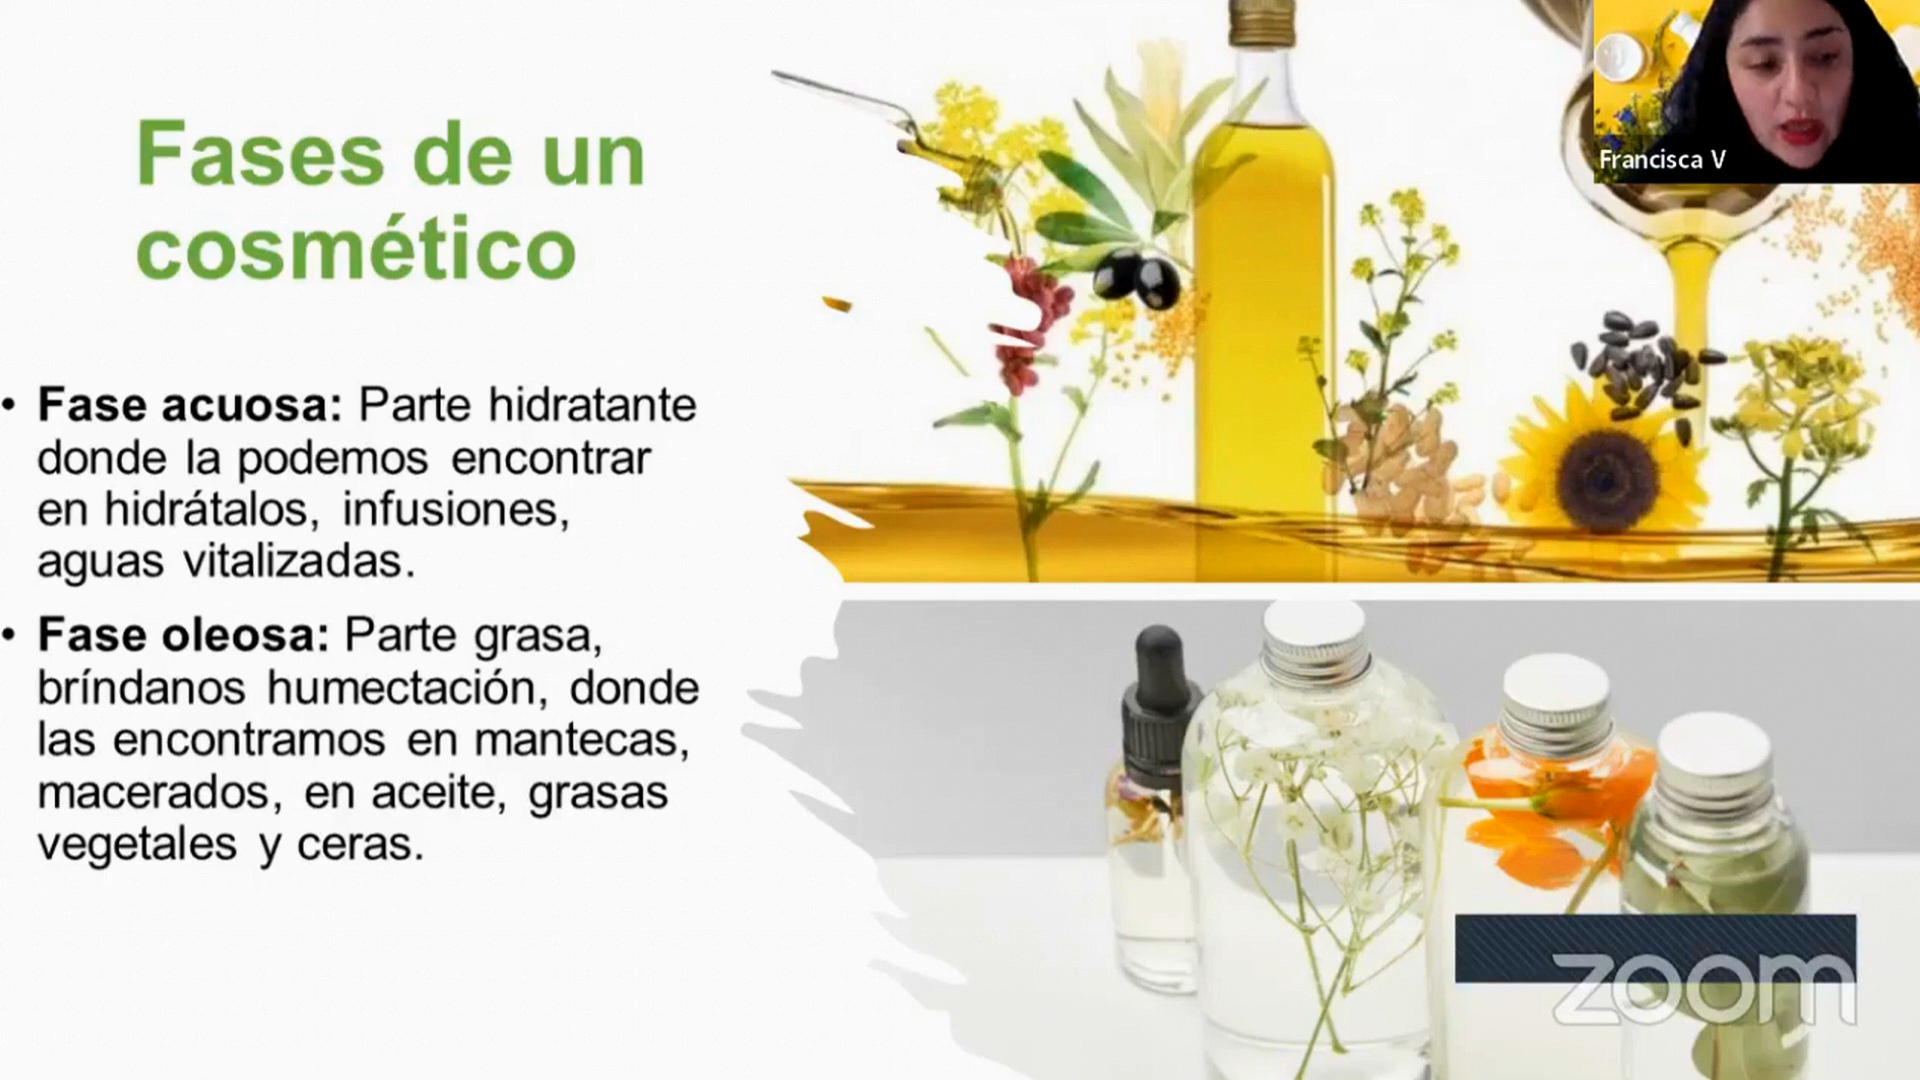 Fases de un
cosmético
• Fase acuosa: Parte hidratante
donde la podemos encontrar
en hidrátalos, infusiones,
aguas vitalizadas.
• Fase oleosa: Parte grasa,
bríndanos humectación, donde
las encontramos en mantecas,
macerados, en aceite, grasas
vegetales y ceras.
Francisca V
zoom